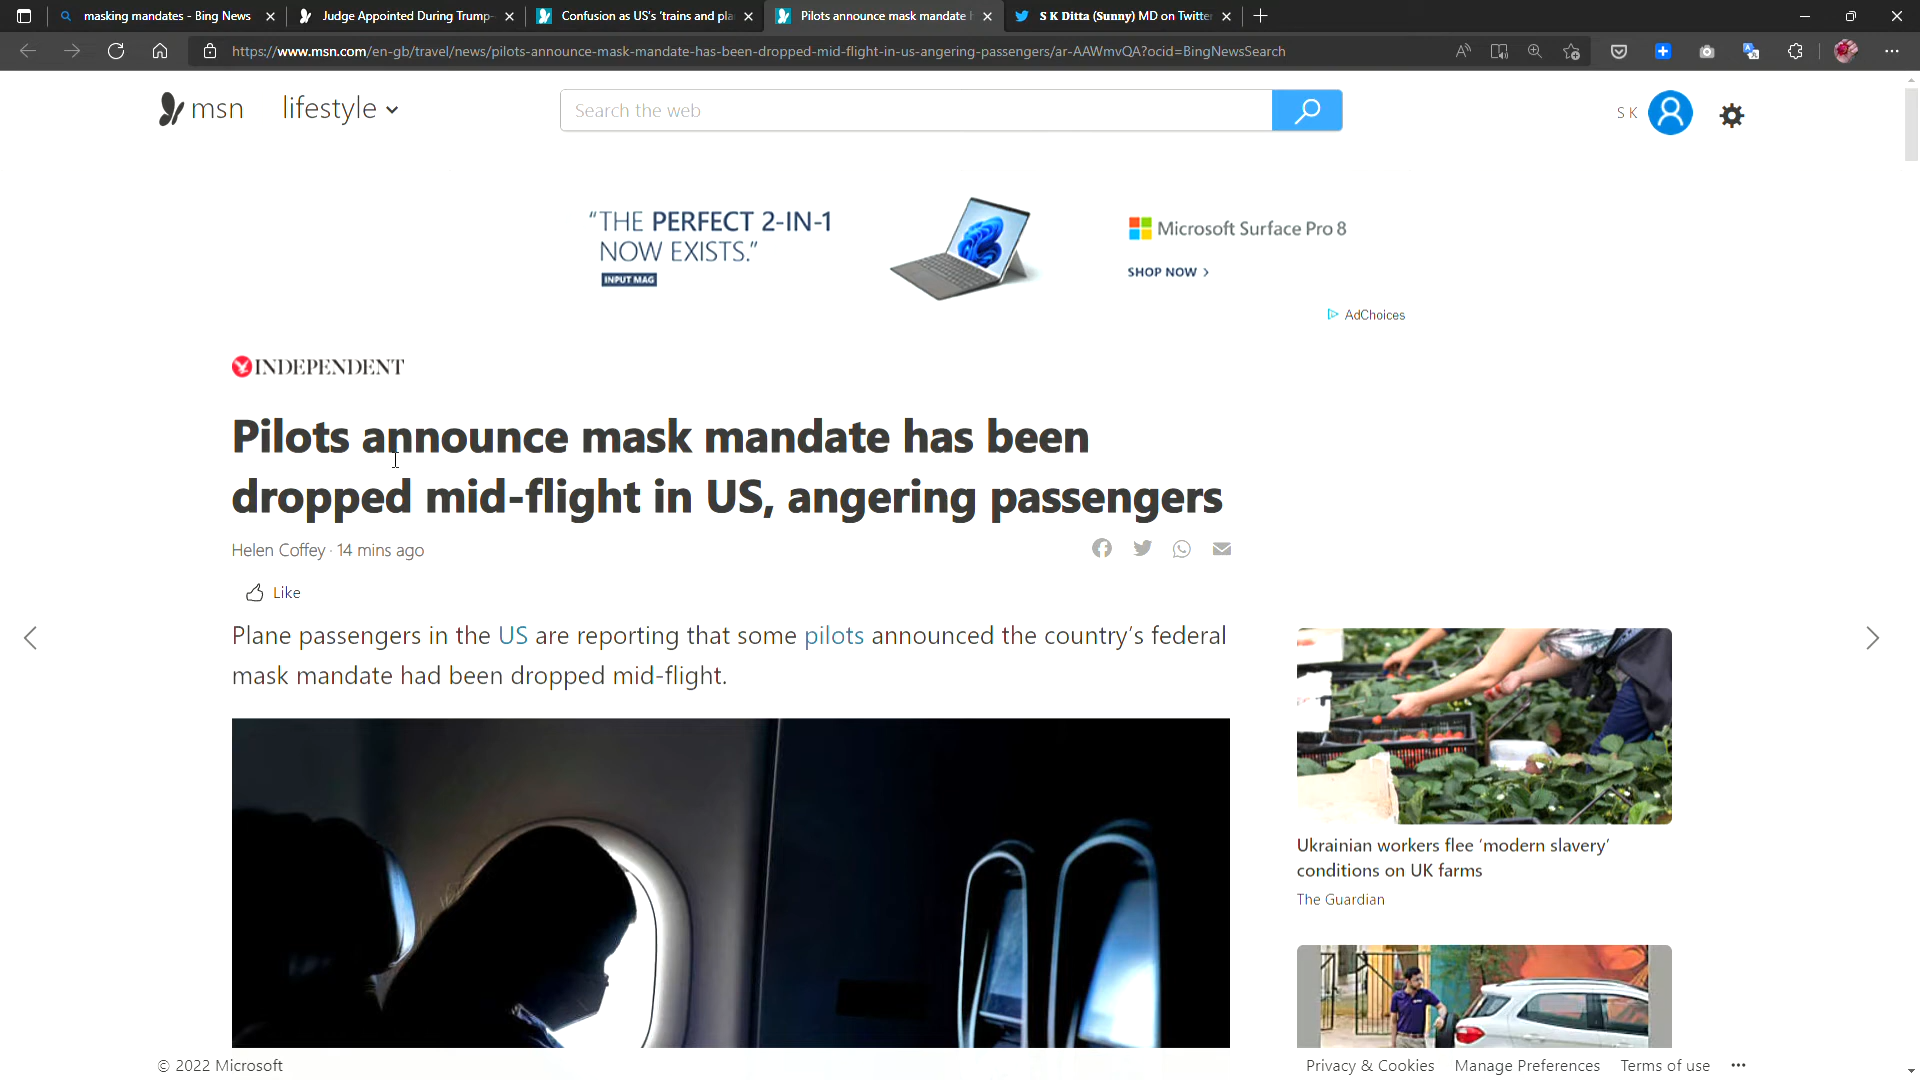 masking mandates - Bing News
Judge Appointed During Trump-
Confusion as US's 'trains and pla
Pilots announce mask mandate h
S K Ditta (Sunny) MD on Twitte
https://www.msn.com/en-gb/travel/news/pilots-announce-mask-mandate-has-been-dropped-mid-flight-in-us-angering-passengers/ar-AAWmvQA?ocid=BingNewsSearch
msn
lifestyle
Search the web
S K
"THE PERFECT 2-IN-1
NOW EXISTS."
INPUT MAG
Microsoft Surface Pro 8
SHOP NOW >
AdChoices
INDEPENDENT
Pilots announce mask mandate has been
dropped mid-flight in US, angering passengers
Helen Coffey · 14 mins ago
Like
Plane passengers in the US are reporting that some pilots announced the country's federal
mask mandate had been dropped mid-flight.
Ukrainian workers flee 'modern slavery'
conditions on UK farms
The Guardian
© 2022 Microsoft
Privacy & Cookies
Manage Preferences
Terms of use